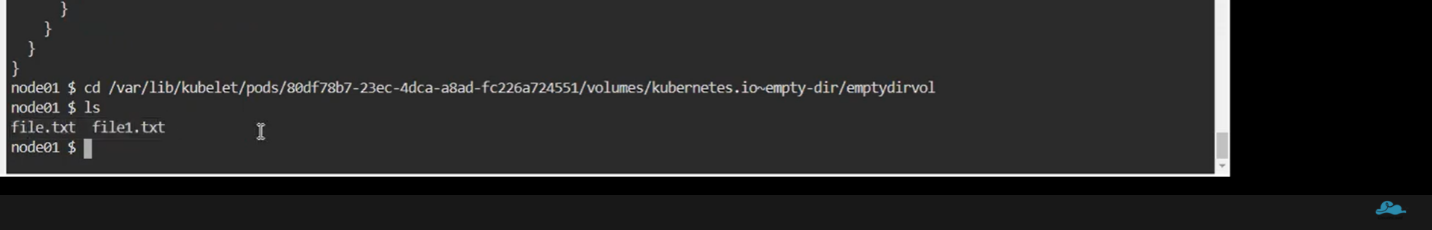 }
}
}
}
node01 $ cd /var/lib/kubelet/pods/80df78b7-23ec-4dca-a8ad-fc226a724551/volumes/kubernetes.io~empty-dir/emptydirvol
node01 $ ls
file.txt  file1.txt
node01 $